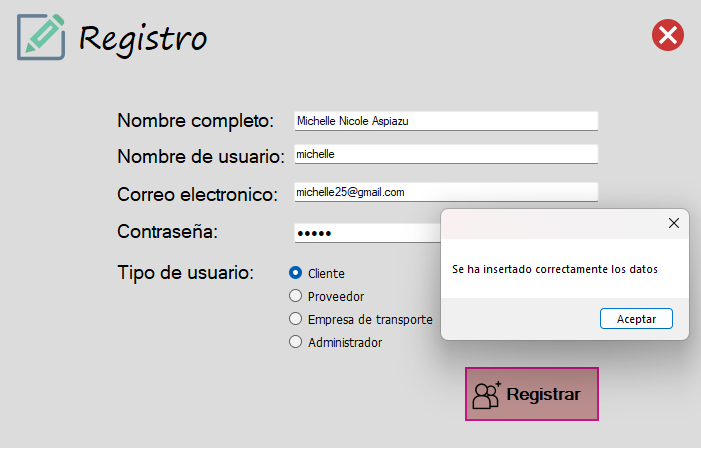 Registro
Nombre completo: Michelle Nicole Aspiazu
Nombre de usuario: michelle
Correo electronico: michelle25@gmail.com
Contraseña: •••••
Tipo de usuario:
Cliente
Proveedor
Empresa de transporte
Administrador
Se ha insertado correctamente los datos
Aceptar
Registrar